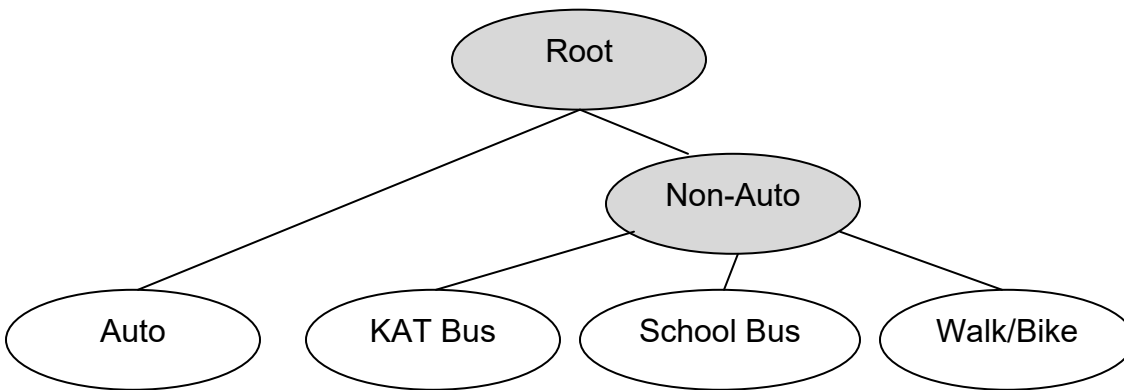 Root
Non-Auto
Auto
KAT Bus
School Bus
Walk/Bike